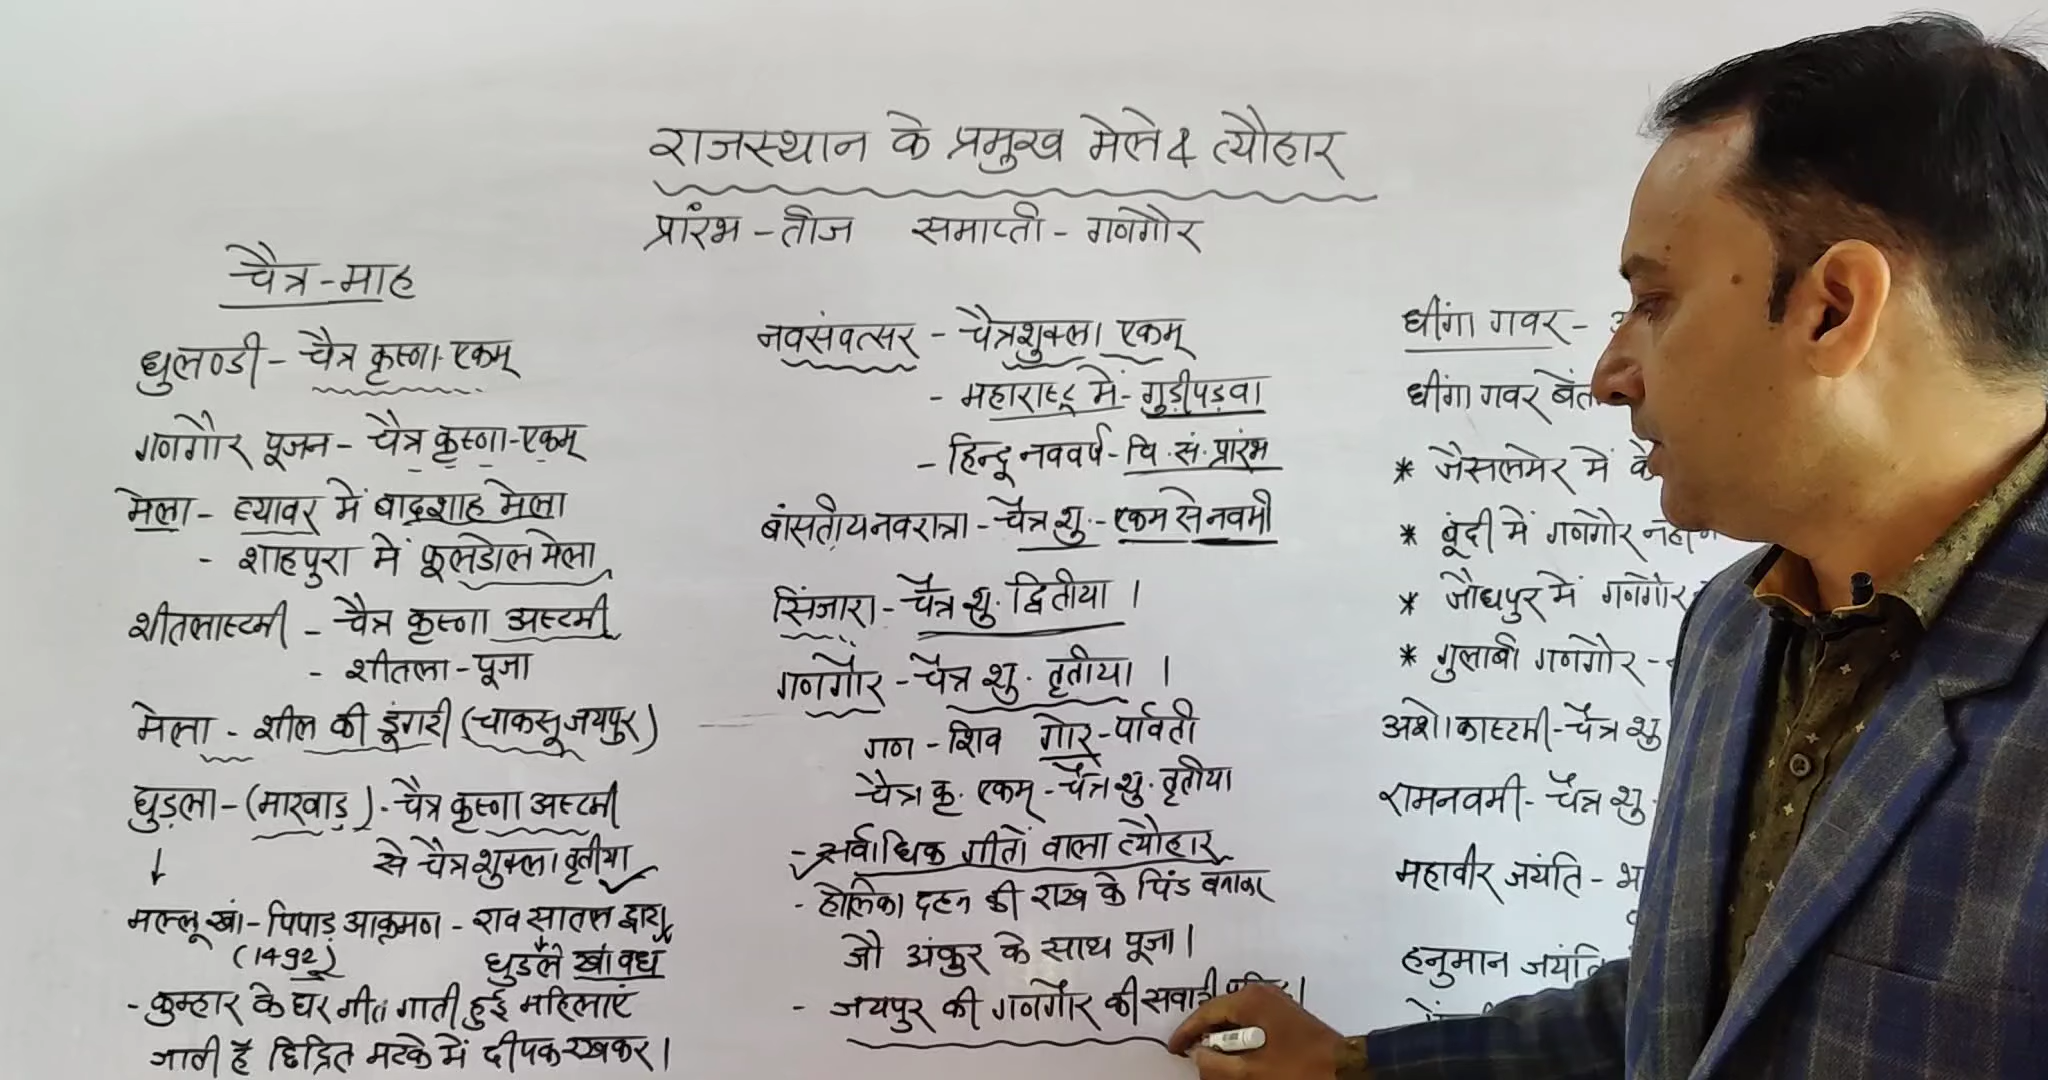 राजस्थान के प्रमुख मेले & त्यौहार
प्रारंभ - तीज समाप्ती - गणगौर
चैत्र - माह
धुलण्डी - चैत्र कृष्णा एकम्
गणगौर पूजन - चैत्र कृष्णा - एकम्
मेला - ब्यावर में बादशाह मेला
- शाहपुरा में फूलडोल मेला
शीतलाष्टमी - चैत्र कृष्णा अष्टमी
- शीतला - पूजा
मेला - शील की डूंगरी (चाकसू जयपुर)
घुड़ला - (मारवाड़) - चैत्र कृष्णा अष्टमी
से चैत्र शुक्ला तृतीया
मल्लू खां - पिपाड़ आक्रमण - राव सातल द्वारा
(1492) घुडले खां वध
- कुम्हार के घर गीत गाती हुई महिलाएं
जाती है छिद्रित मटके में दीपक रखकर।
नवसंवत्सर - चैत्र शुक्ला एकम्
- महाराष्ट्र में - गुड़ीपड़वा
- हिन्दू नववर्ष - वि. सं. प्रारंभ
बांसतीय नवरात्रा - चैत्र शु. - एकम से नवमी
सिंजारा - चैत्र शु. द्वितीया ।
गणगौर - चैत्र शु. तृतीया ।
गण - शिव गोर - पार्वती
चैत्र कृ. एकम् - चैत्र शु. तृतीया
- सर्वाधिक गीतों वाला त्यौहार
- होलिका दहन की राख के पिंड बनाकर
जौ अंकुर के साथ पूजा।
- जयपुर की गणगौर की सवारी
धींगा गवर -
धींगा गवर बेंत
* जैसलमेर में
* बूंदी में गणगौर
* जौधपुर में गणगौर
* गुलाबी गणगौर -
अशोकाष्टमी - चैत्र शु
रामनवमी - चैत्र शु.
महावीर जयंति -
हनुमान